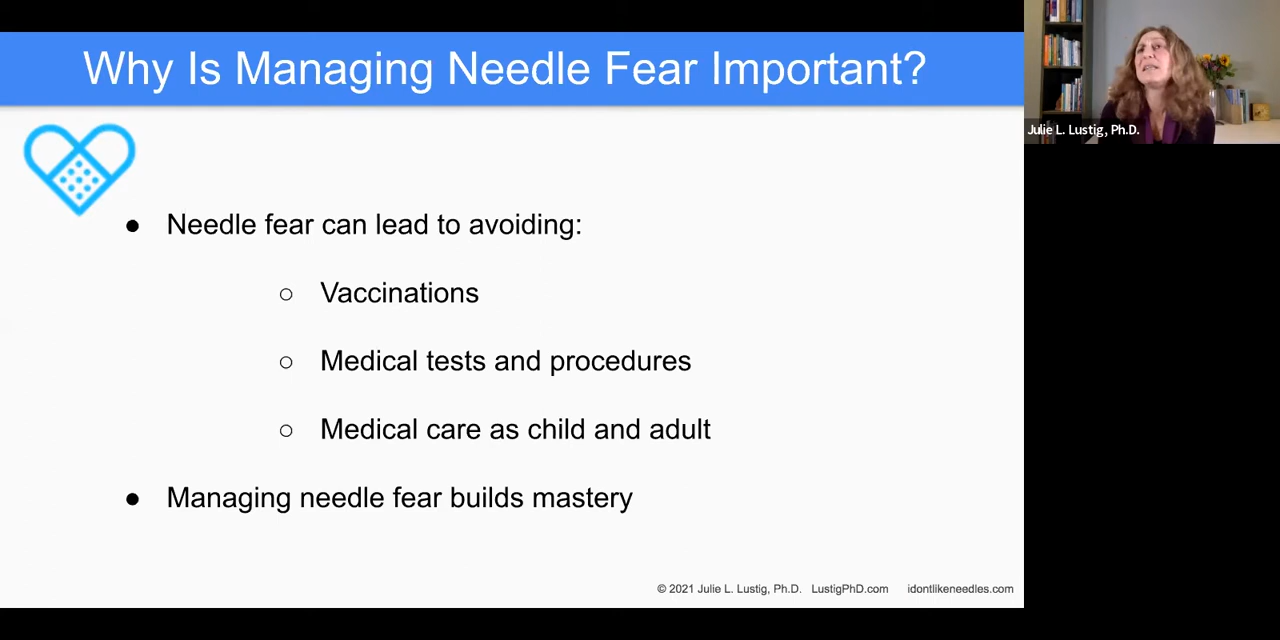 Why Is Managing Needle Fear Important?
Julie L. Lustig, Ph.D.
● Needle fear can lead to avoiding:
○ Vaccinations
○ Medical tests and procedures
○ Medical care as child and adult
● Managing needle fear builds mastery
© 2021 Julie L. Lustig, Ph.D. LustigPhD.com idontlikeneedles.com